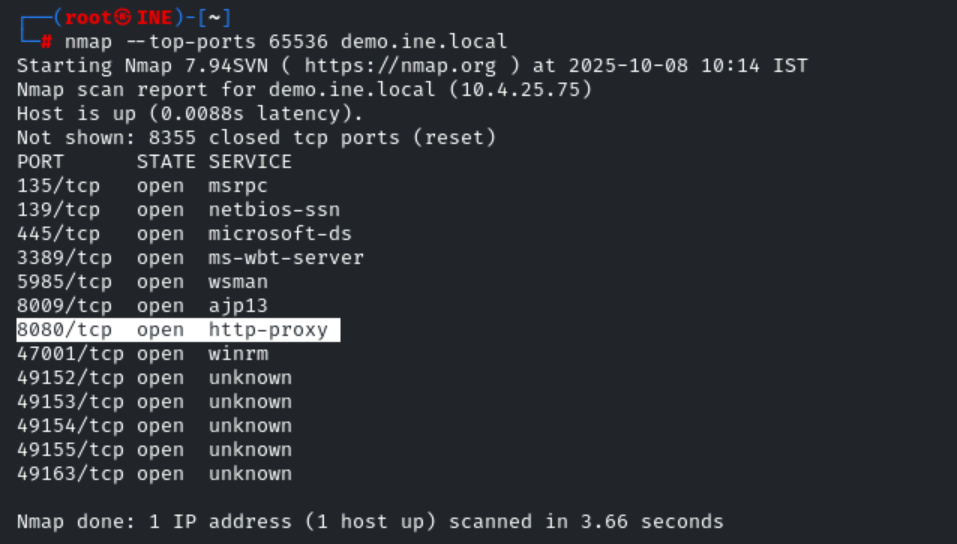 ┌──(root㉿INE)-[~]
└─# nmap --top-ports 65536 demo.ine.local
Starting Nmap 7.94SVN ( https://nmap.org ) at 2025-10-08 10:14 IST
Nmap scan report for demo.ine.local (10.4.25.75)
Host is up (0.0088s latency).
Not shown: 8355 closed tcp ports (reset)
PORT      STATE SERVICE
135/tcp   open  msrpc
139/tcp   open  netbios-ssn
445/tcp   open  microsoft-ds
3389/tcp  open  ms-wbt-server
5985/tcp  open  wsman
8009/tcp  open  ajp13
8080/tcp  open  http-proxy
47001/tcp open  winrm
49152/tcp open  unknown
49153/tcp open  unknown
49154/tcp open  unknown
49155/tcp open  unknown
49163/tcp open  unknown
Nmap done: 1 IP address (1 host up) scanned in 3.66 seconds